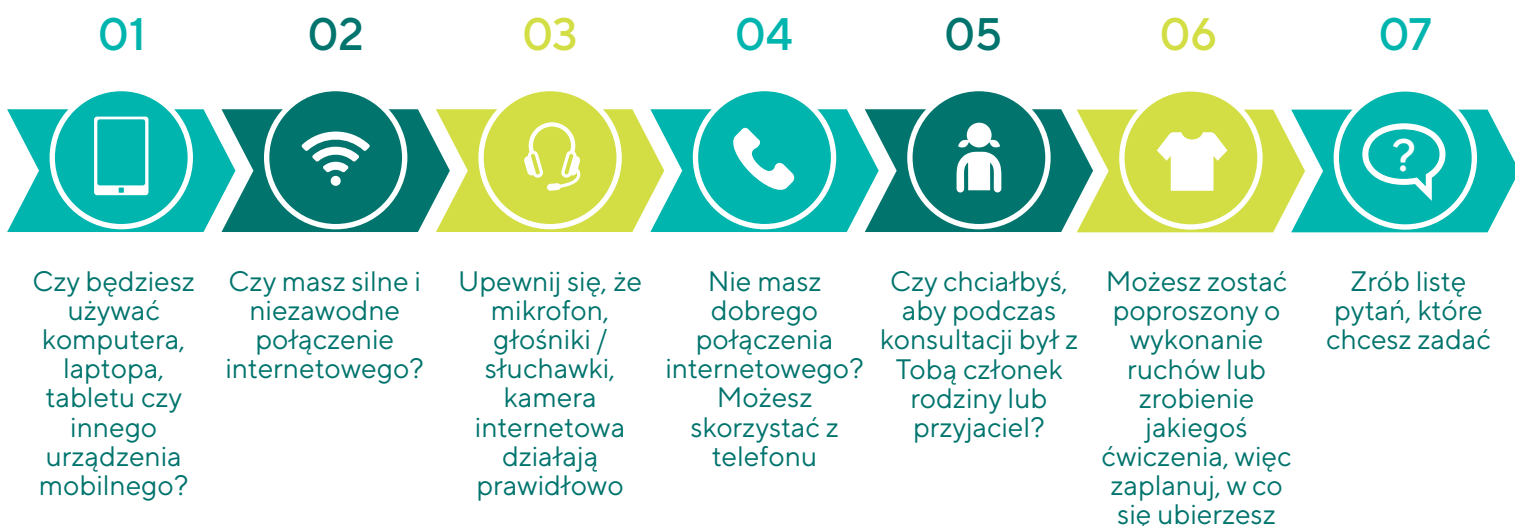 01
02
03
04
05
06
07
?
Czy będziesz
używać
komputera,
laptopa,
tabletu czy
innego
urządzenia
mobilnego?
Czy masz silne i
niezawodne
połączenie
internetowego?
Upewnij się, że
mikrofon,
głośniki /
słuchawki,
kamera
internetowa
działają
prawidłowo
Nie masz
dobrego
połączenia
internetowego?
Możesz
skorzystać z
telefonu
Czy chciałbyś,
aby podczas
konsultacji był z
Tobą członek
rodziny lub
przyjaciel?
Możesz zostać
poproszony o
wykonanie
ruchów lub
zrobienie
jakiegoś
ćwiczenia, więc
zaplanuj, w co
się ubierzesz
Zrób listę
pytań, które
chcesz zadać